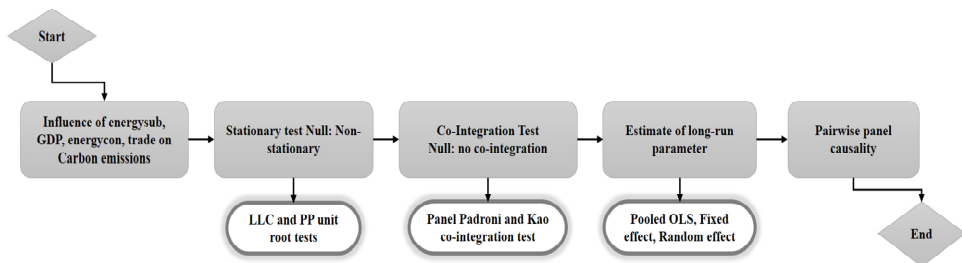 Start
Influence of energysub,
GDP, energycon, trade on
Carbon emissions
Stationary test Null: Non-
stationary
Co-Integration Test
Null: no co-integration
Estimate of long-run
parameter
Pairwise panel
causality
LLC and PP unit
root tests
Panel Padroni and Kao
co-integration test
Pooled OLS, Fixed
effect, Random effect
End